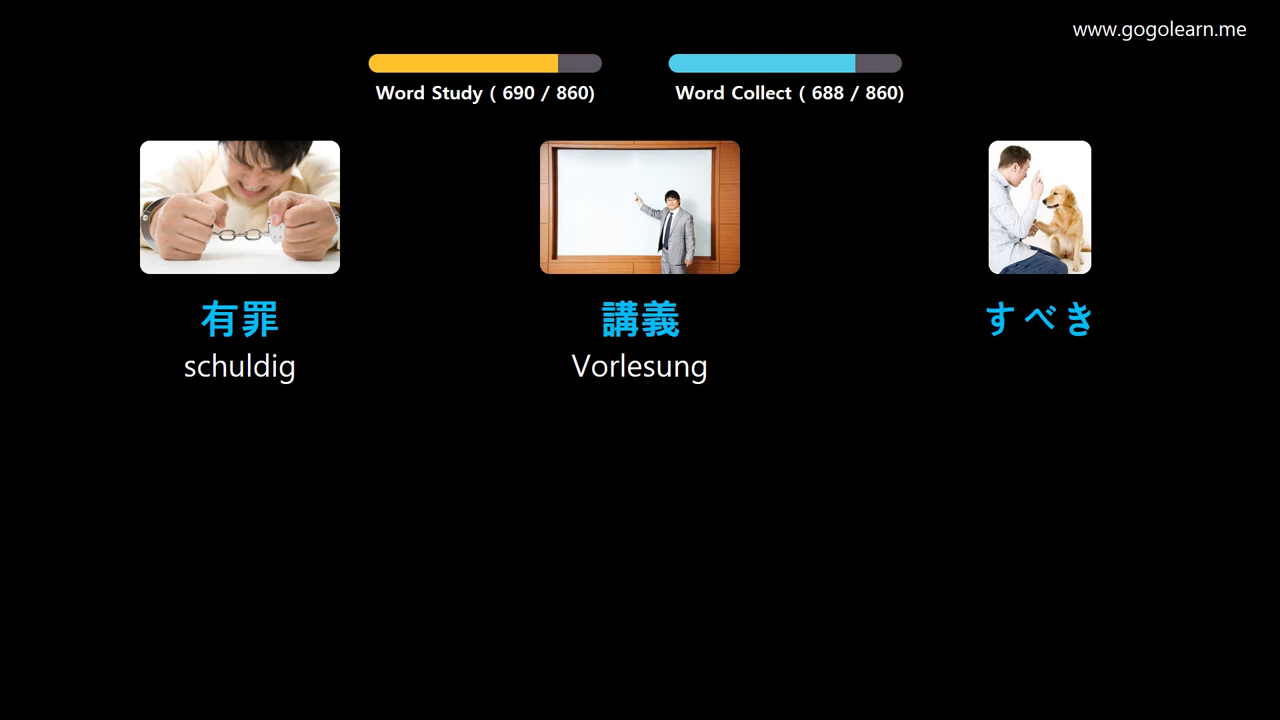 www.gogolearn.me
Word Study ( 690 / 860)
Word Collect ( 688 / 860)
有罪
schuldig
講義
Vorlesung
すべき